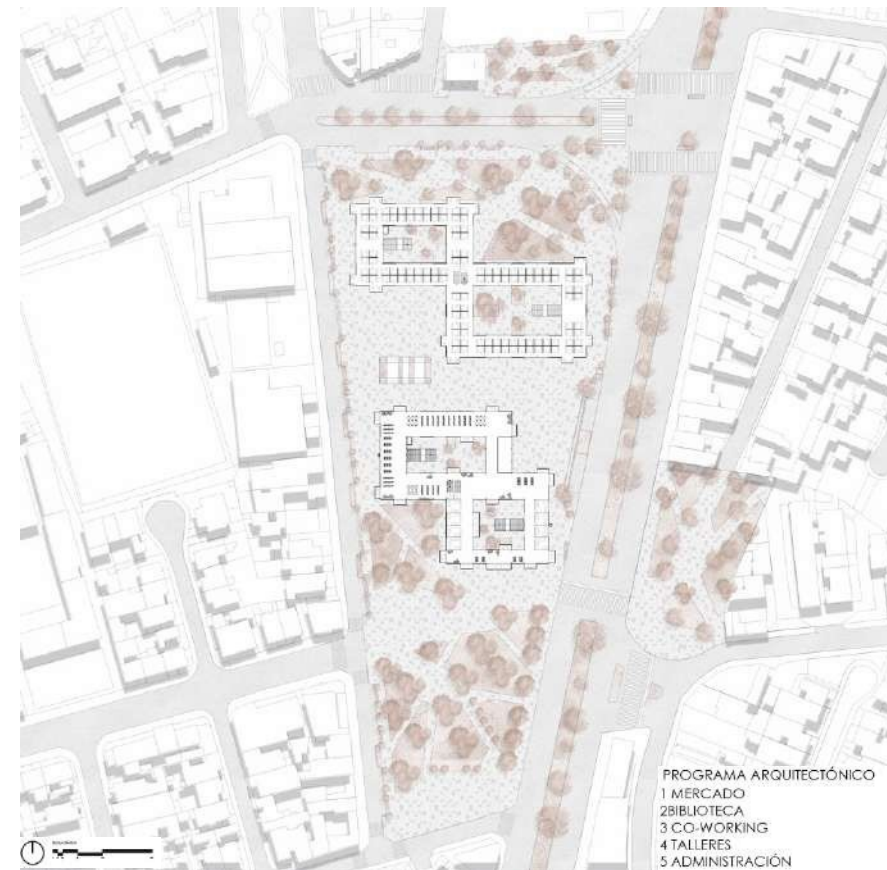 PROGRAMA ARQUITECTÓNICO
1 MERCADO
2BIBLIOTECA
3 CO-WORKING
4 TALLERES
5 ADMINISTRACIÓN